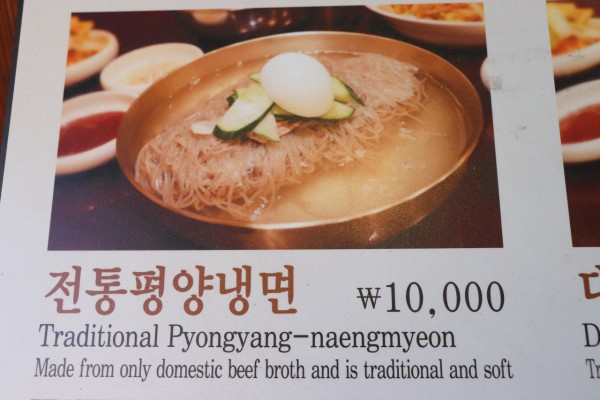 전통평양냉면 ₩10,000
Traditional Pyongyang-naengmyeon
Made from only domestic beef broth and is traditional and soft
D
Tr